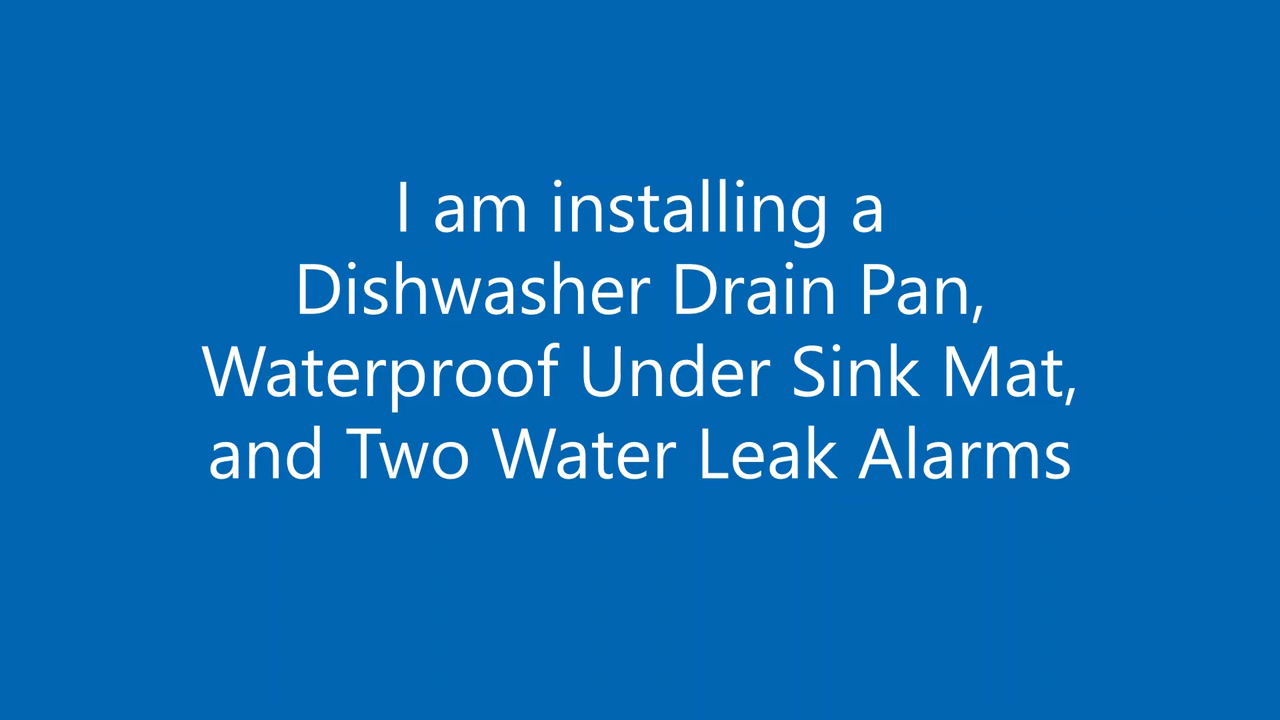 I am installing a
Dishwasher Drain Pan,
Waterproof Under Sink Mat,
and Two Water Leak Alarms